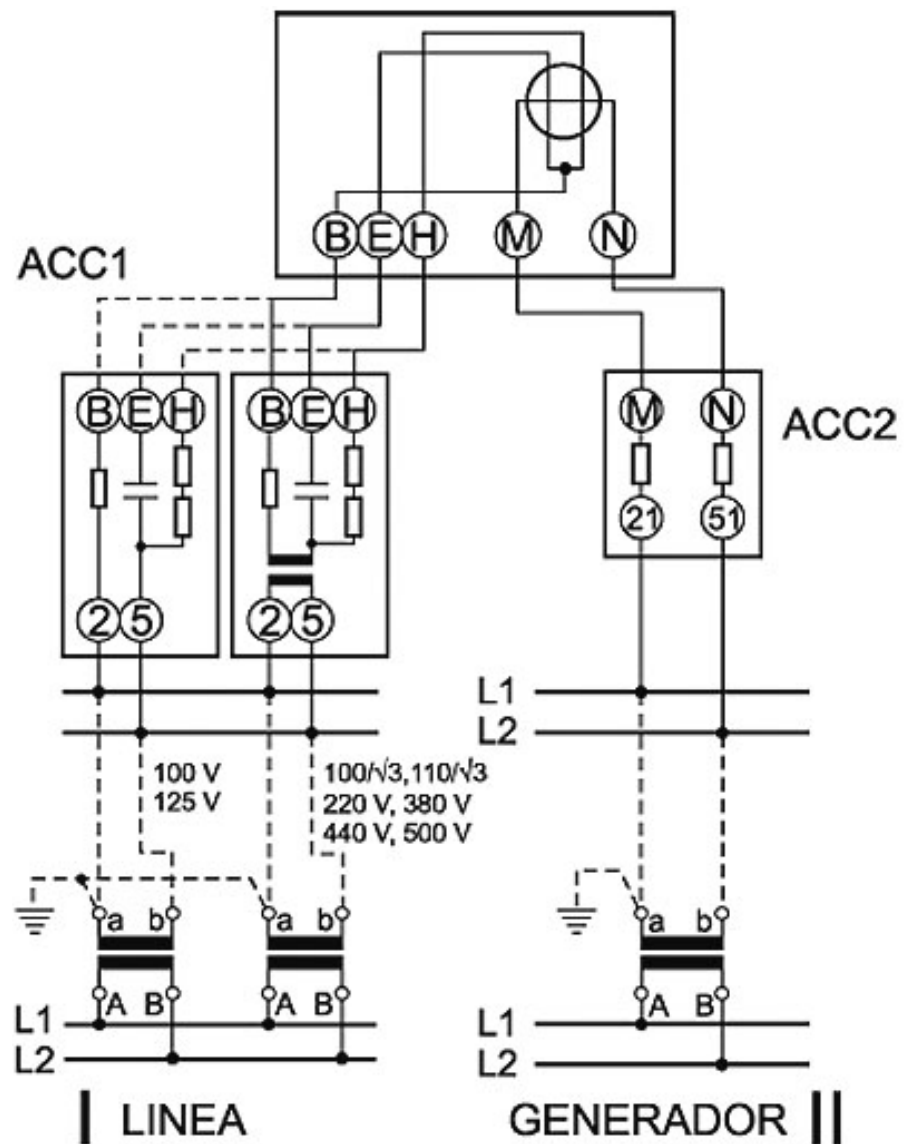 B E H M N
ACC1
B E H B E H M N
ACC2
21 51
2 5 2 5
L1
L2
100 V 100/√3, 110/√3
125 V 220 V, 380 V
440 V, 500 V
a b a b a b
A B A B A B
L1 L1
L2 L2
I LINEA GENERADOR II